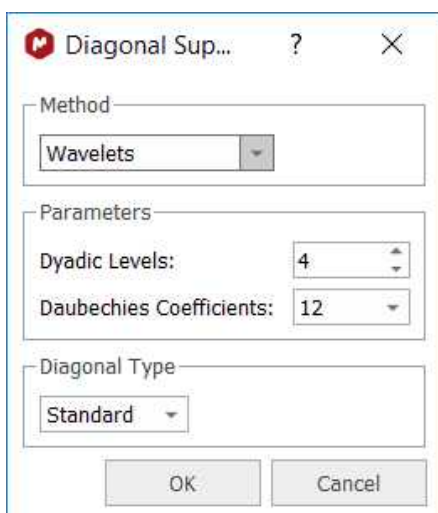 Diagonal Sup... ?
Method
Wavelets
Parameters
Dyadic Levels: 4
Daubechies Coefficients: 12
Diagonal Type
Standard
OK Cancel